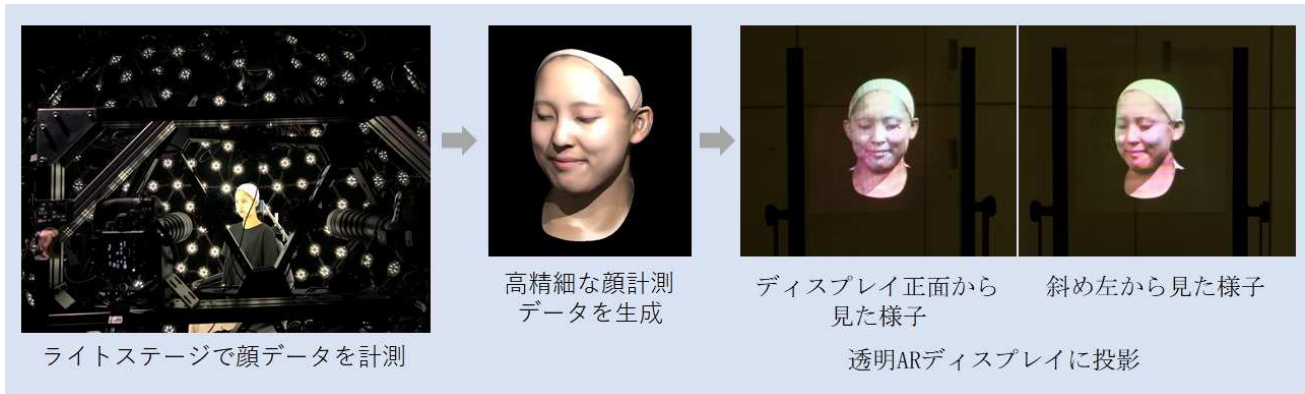 ライトステージで顔データを計測
高精細な顔計測
データを生成
ディスプレイ正面から
見た様子
斜め左から見た様子
透明ARディスプレイに投影